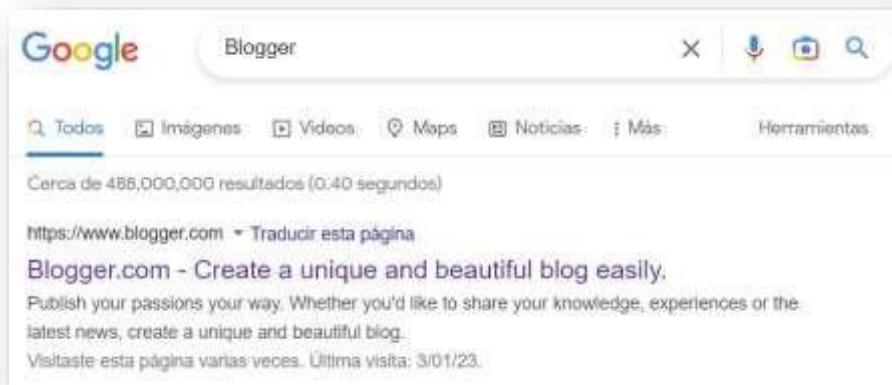 Google Blogger
Todos Imágenes Videos Maps Noticias Más Herramientas
Cerca de 488,000,000 resultados (0.40 segundos)
https://www.blogger.com Traducir esta página
Blogger.com - Create a unique and beautiful blog easily.
Publish your passions your way. Whether you'd like to share your knowledge, experiences or the
latest news, create a unique and beautiful blog.
Visitaste esta página varias veces. Última visita: 3/01/23.